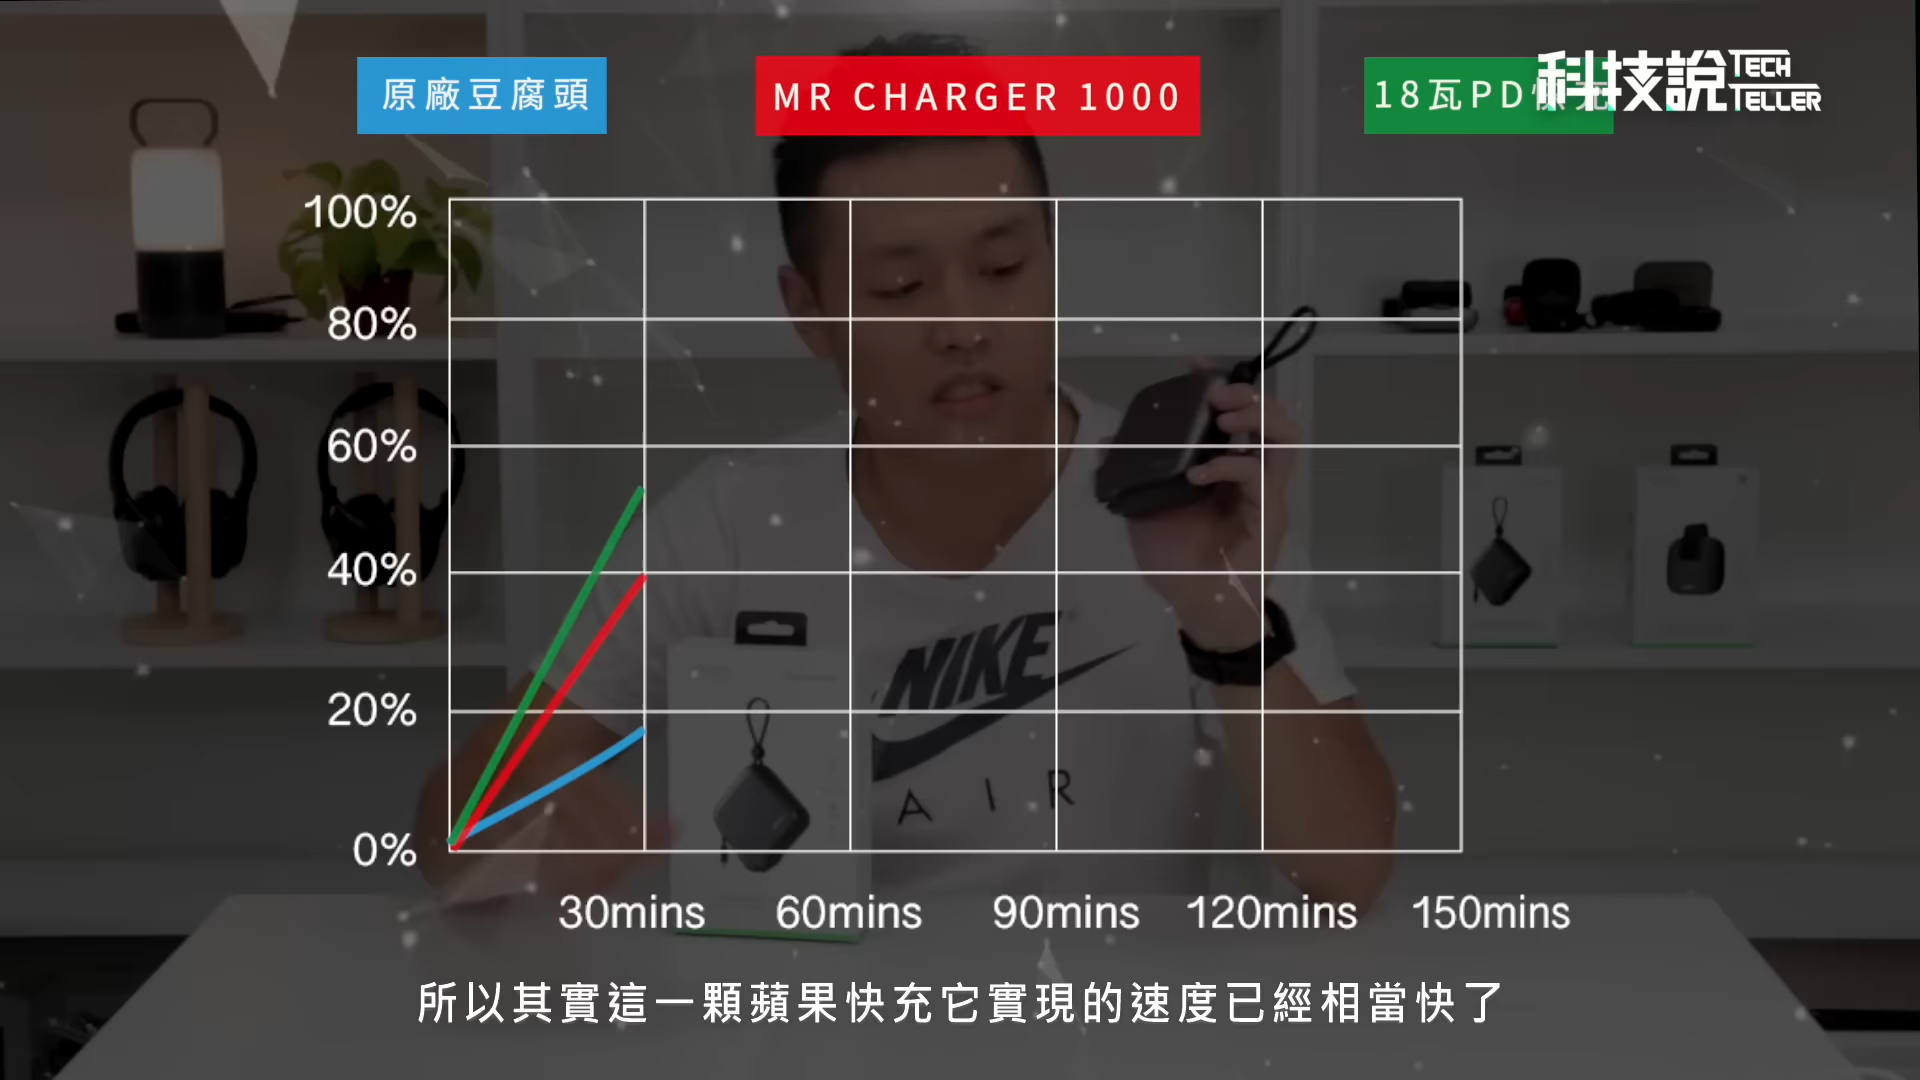 原廠豆腐頭
MR CHARGER 1000
18瓦PD快充
科技說 TECH TELLER
100%
80%
60%
40%
20%
0%
30mins
60mins
90mins
120mins
150mins
NIKE
AIR
所以其實這一顆蘋果快充它實現的速度已經相當快了